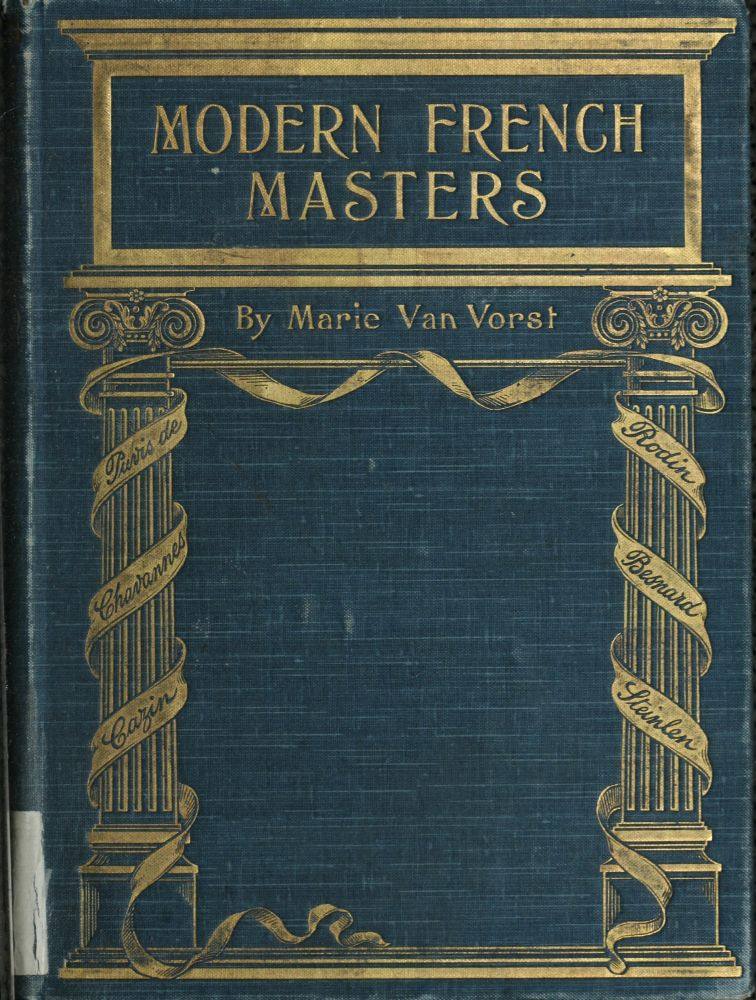 MODERN FRENCH
MASTERS
By Marie Van Vorst
Puvis de
Chavannes
Cazin
Rodin
Besnard
Steinlen